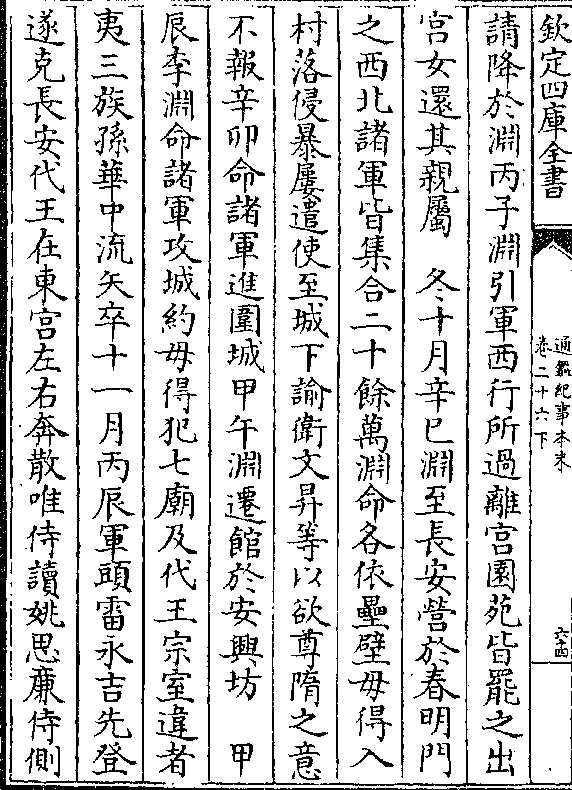 欽定四庫全書
通鑑紀事本末
卷二十六下
六四
請降於淵丙子淵引軍西行所過離宮園苑皆罷之出
宮女還其親屬　冬十月辛巳淵至長安營於春明門
之西北諸軍皆集合二十餘萬淵命各依壘壁毋得入
村落侵暴屢遣使至城下諭衛文昇等以欲尊隋之意
不報辛卯命諸軍進圍城甲午淵遷館於安興坊　甲
辰李淵命諸軍攻城約毋得犯七廟及代王宗室違者
夷三族孫華中流矢卒十一月丙辰軍頭雷永吉先登
遂克長安代王在東宮左右奔散唯侍讀姚思廉侍側